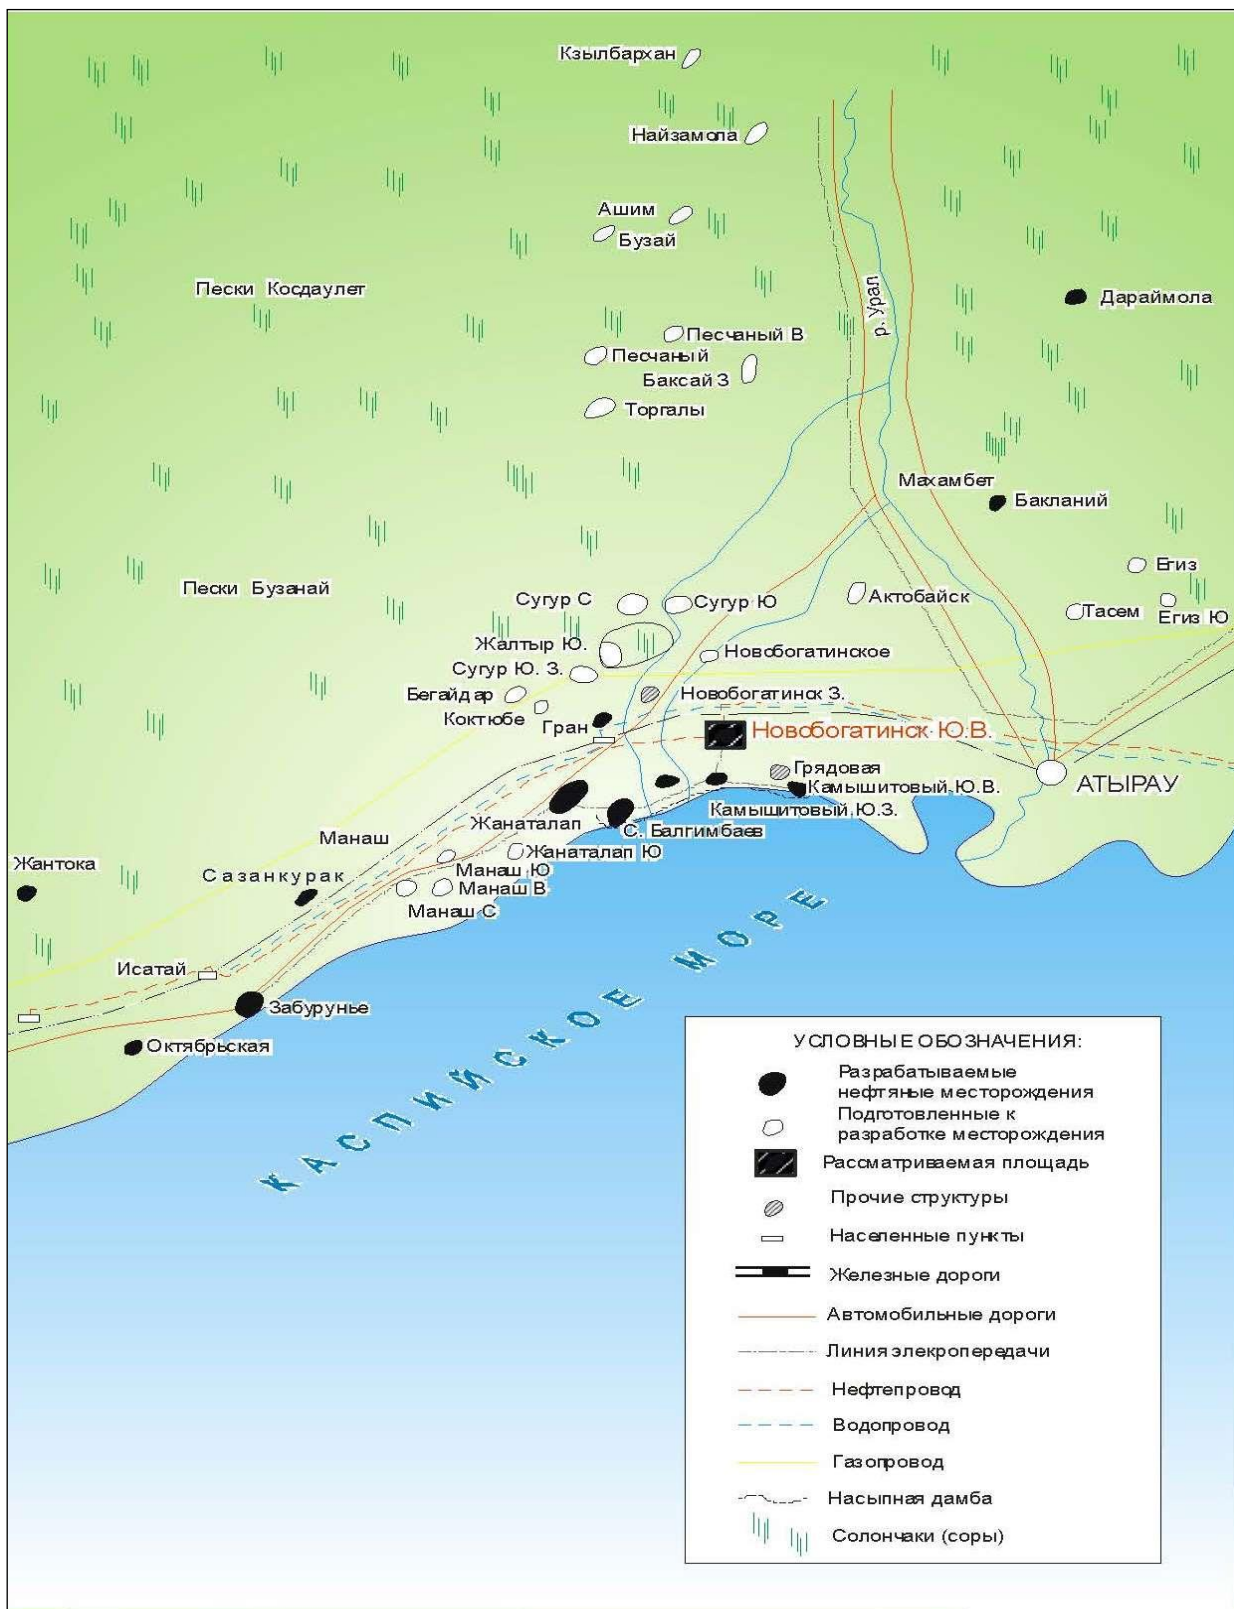 Кзылбархан
Найзамола
Ашим
Бузай
Пески Косдаулет
р. Урал
Дараймола
Песчаный В
Песчаный
Баксай З
Торгалы
Махамбет
Бакланий
Егиз
Пески Бузанай
Сугур С
Сугур Ю
Актобайск
Тасем
Егиз Ю
Жалтыр Ю.
Новобогатинское
Сугур Ю. З.
Бегайдар
Новобогатинск З.
Коктюбе
Гран
Новобогатинск Ю.В.
Грядовая
АТЫРАУ
Камышитовый Ю.В.
Камышитовый Ю.З.
Жанаталап
С. Балгимбаев
Манаш
Жанаталап Ю
Жантока
Сазанкурак
Манаш Ю
Манаш В
Манаш С
Исатай
Забурунье
Октябрьская
КАСПИЙСКОЕ МОРЕ
УСЛОВНЫЕ ОБОЗНАЧЕНИЯ:
Разрабатываемые
нефтяные месторождения
Подготовленные к
разработке месторождения
Рассматриваемая площадь
Прочие структуры
Населенные пункты
Железные дороги
Автомобильные дороги
Линия элекропередачи
Нефтепровод
Водопровод
Газопровод
Насыпная дамба
Солончаки (соры)